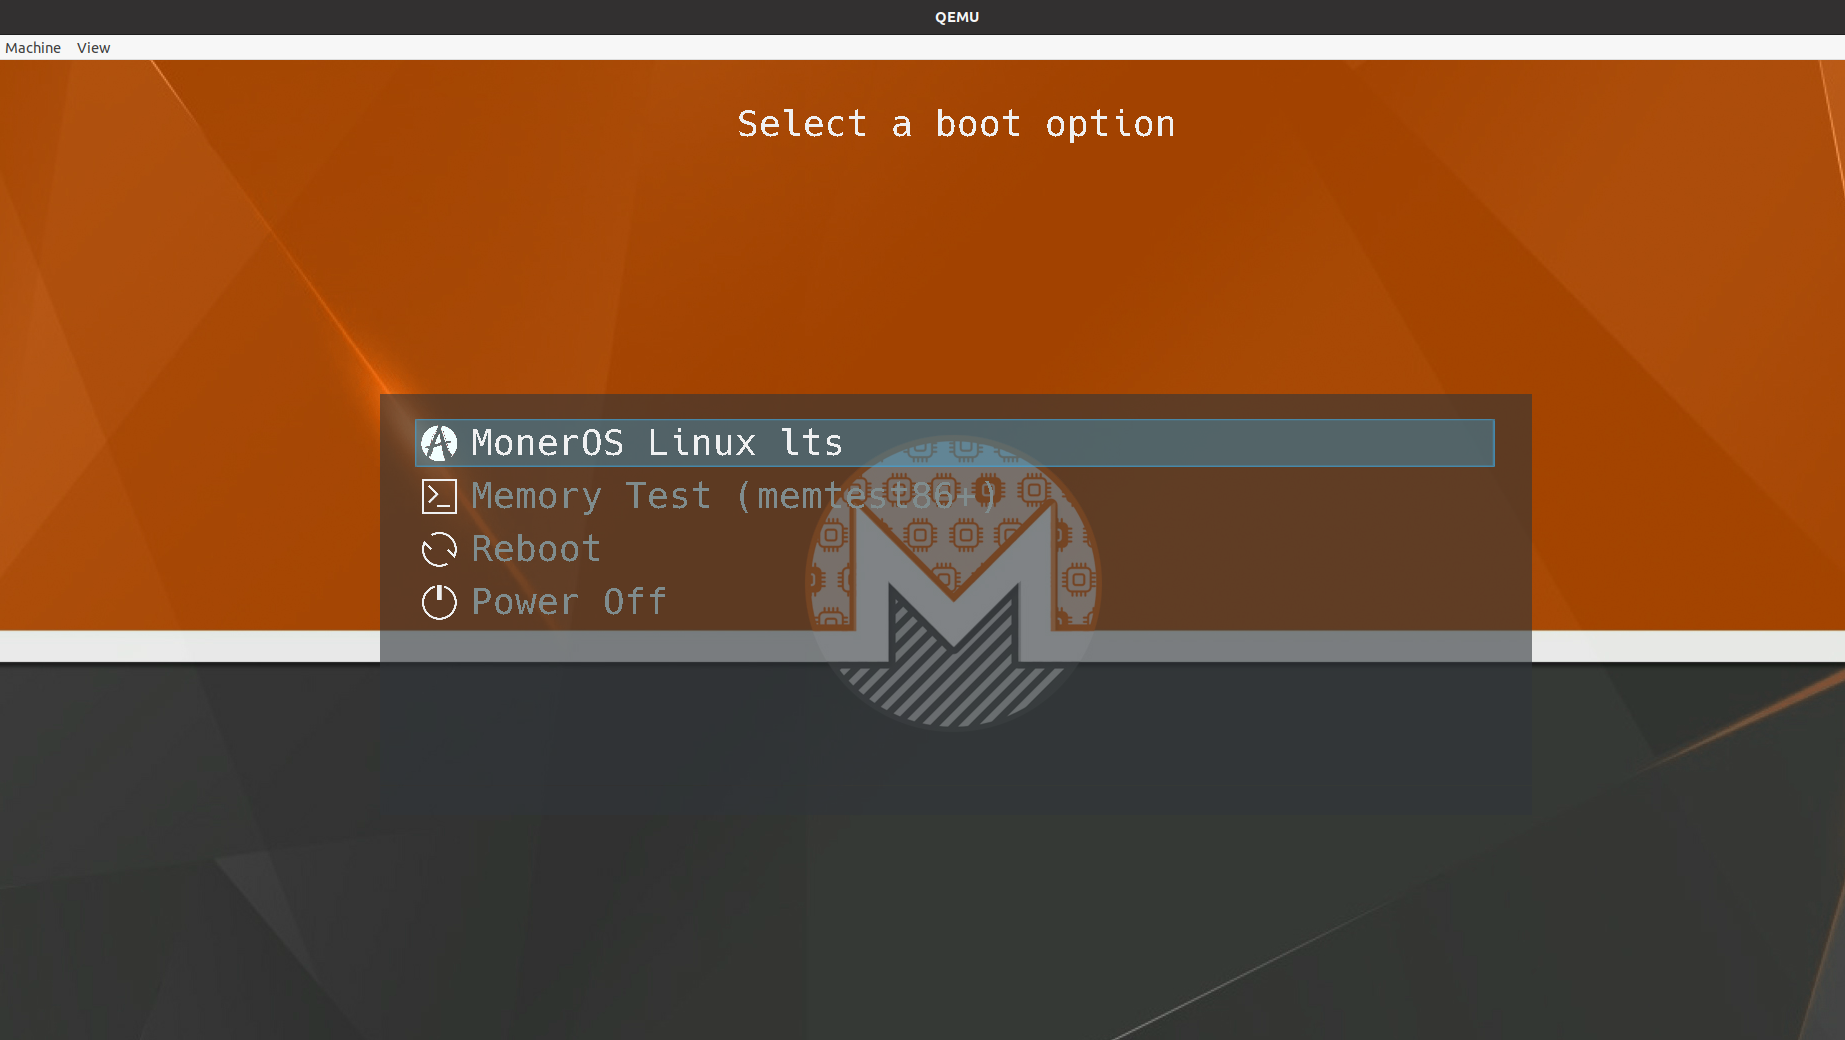 QEMU
Machine View
Select a boot option
MonerOS Linux lts
Memory Test (memtest86+)
Reboot
Power Off